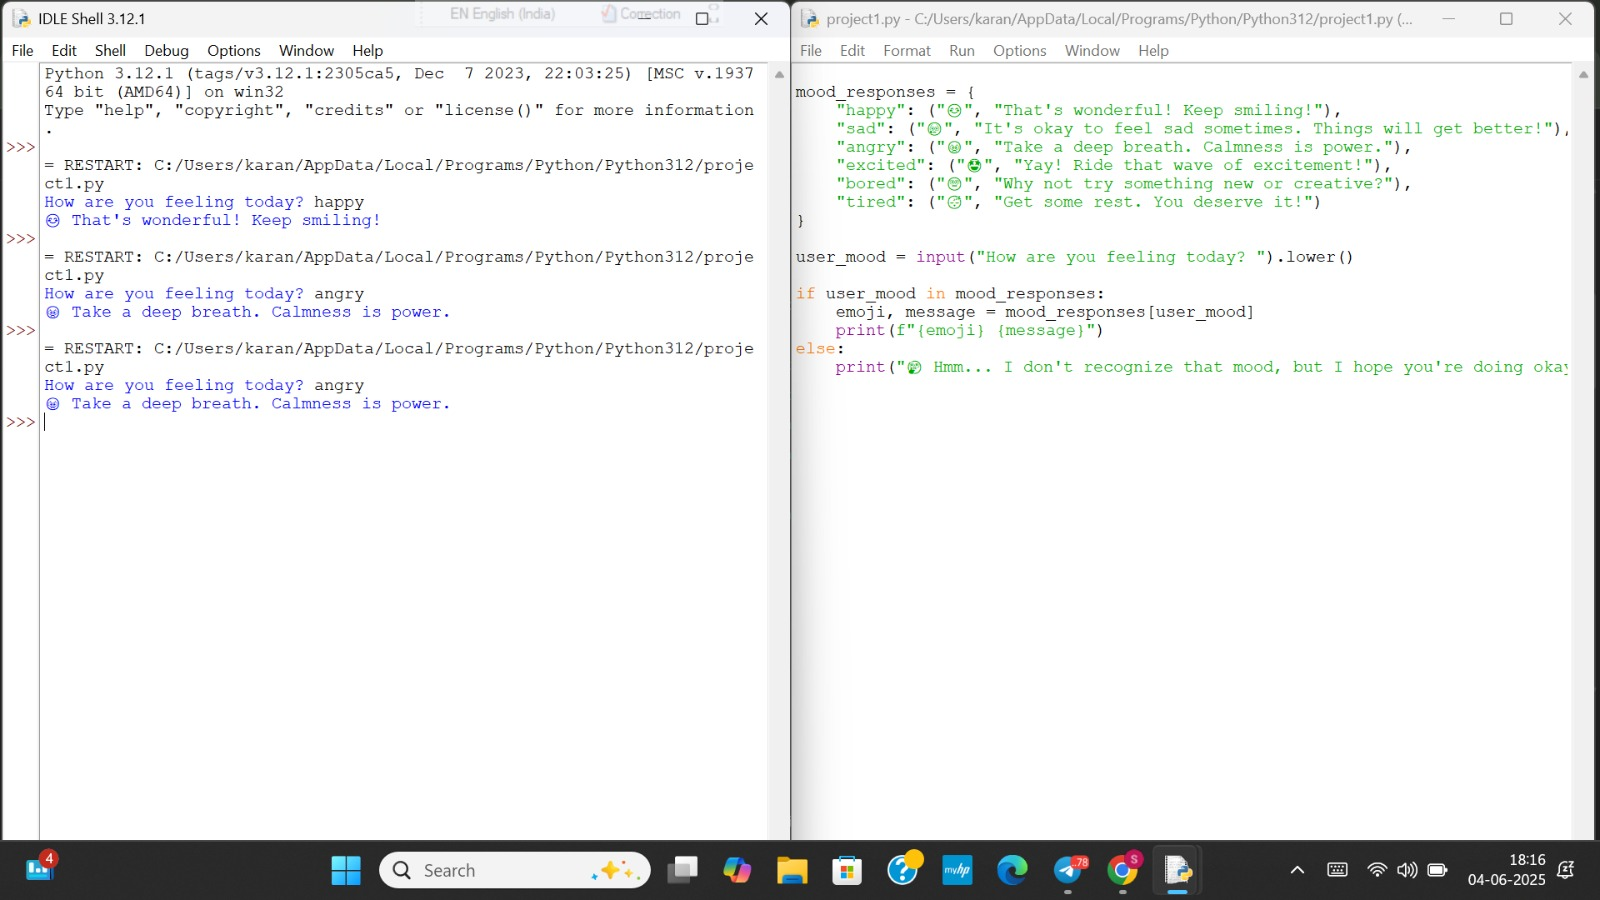 IDLE Shell 3.12.1
EN English (India)
Correction
File Edit Shell Debug Options Window Help
Python 3.12.1 (tags/v3.12.1:2305ca5, Dec  7 2023, 22:03:25) [MSC v.1937
64 bit (AMD64)] on win32
Type "help", "copyright", "credits" or "license()" for more information
.
>>>
= RESTART: C:/Users/karan/AppData/Local/Programs/Python/Python312/proje
ct1.py
How are you feeling today? happy
😊 That's wonderful! Keep smiling!
>>>
= RESTART: C:/Users/karan/AppData/Local/Programs/Python/Python312/proje
ct1.py
How are you feeling today? angry
😠 Take a deep breath. Calmness is power.
>>>
= RESTART: C:/Users/karan/AppData/Local/Programs/Python/Python312/proje
ct1.py
How are you feeling today? angry
😠 Take a deep breath. Calmness is power.
>>>
project1.py - C:/Users/karan/AppData/Local/Programs/Python/Python312/project1.py (...
File Edit Format Run Options Window Help
mood_responses = {
    "happy": ("😊", "That's wonderful! Keep smiling!"),
    "sad": ("😢", "It's okay to feel sad sometimes. Things will get better!"),
    "angry": ("😠", "Take a deep breath. Calmness is power."),
    "excited": ("🤩", "Yay! Ride that wave of excitement!"),
    "bored": ("😐", "Why not try something new or creative?"),
    "tired": ("😴", "Get some rest. You deserve it!")
}
user_mood = input("How are you feeling today? ").lower()
if user_mood in mood_responses:
    emoji, message = mood_responses[user_mood]
    print(f"{emoji} {message}")
else:
    print("🤔 Hmm... I don't recognize that mood, but I hope you're doing okay
4
Search
myhp
78
S
18:16
04-06-2025